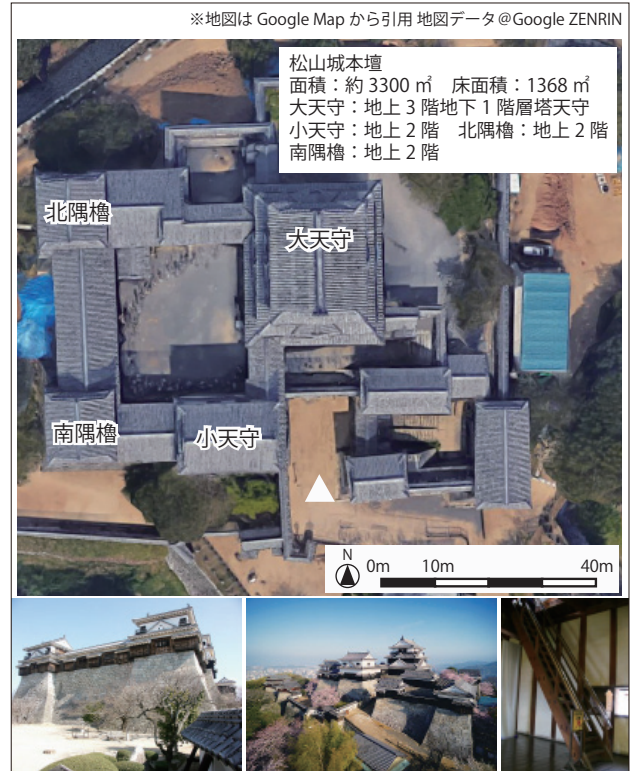 ※地図は Google Map から引用 地図データ@Google ZENRIN
松山城本壇
面積：約 3300 ㎡　床面積：1368 ㎡
大天守：地上 3 階地下 1 階層塔天守
小天守：地上 2 階　北隅櫓：地上 2 階
南隅櫓：地上 2 階
北隅櫓
大天守
南隅櫓
小天守
N
0m 10m 40m